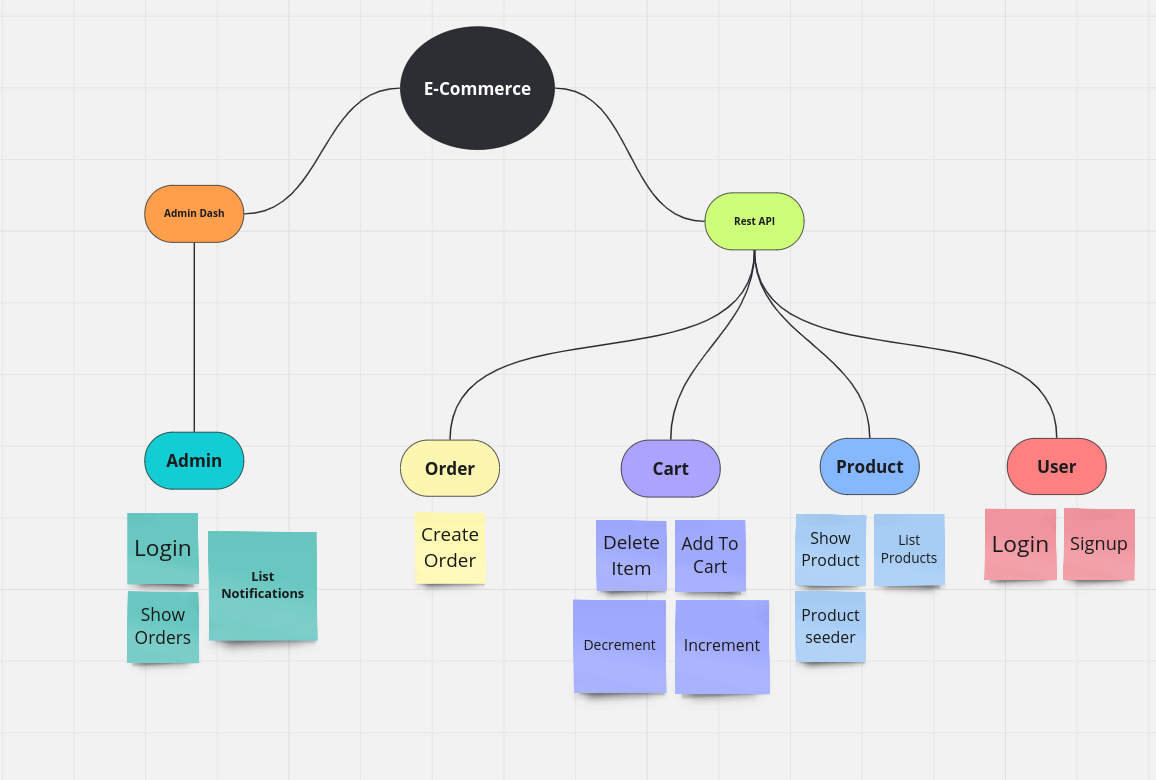 E-Commerce
Admin Dash
Rest API
Admin
Order
Cart
Product
User
Login
List
Notifications
Show
Orders
Create
Order
Delete
Item
Add To
Cart
Decrement
Increment
Show
Product
List
Products
Product
seeder
Login
Signup